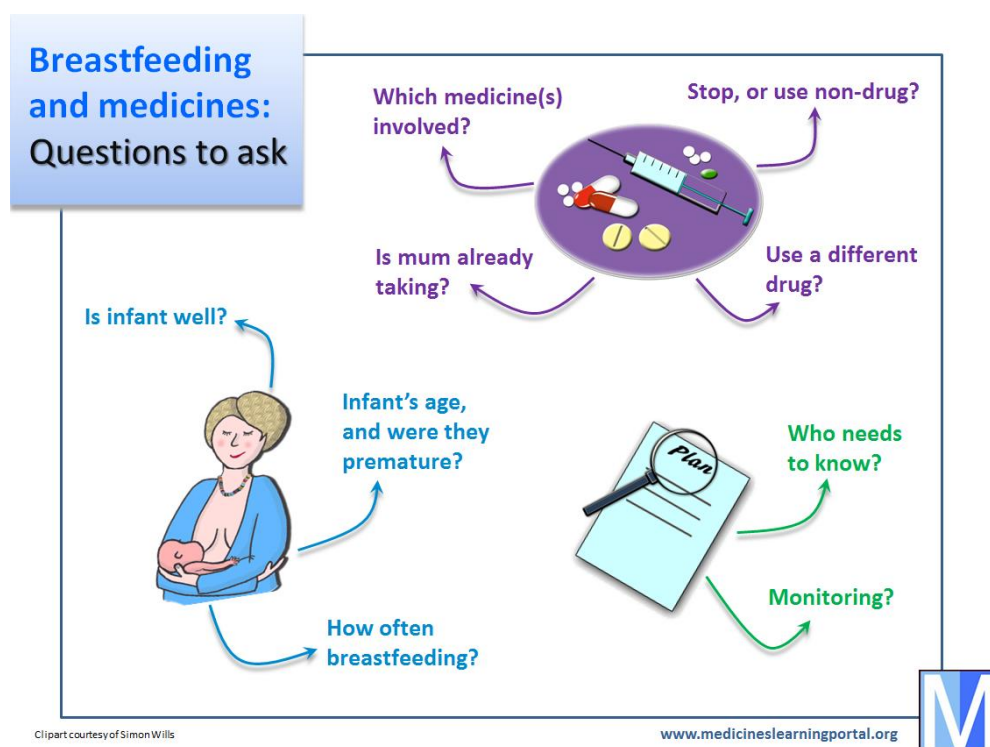 Breastfeeding
and medicines:
Questions to ask
Which medicine(s)
involved?
Stop, or use non-drug?
Is mum already
taking?
Use a different
drug?
Is infant well?
Infant's age,
and were they
premature?
How often
breastfeeding?
Plan
Who needs
to know?
Monitoring?
M
Clipart courtesy of Simon Wills
www.medicineslearningportal.org